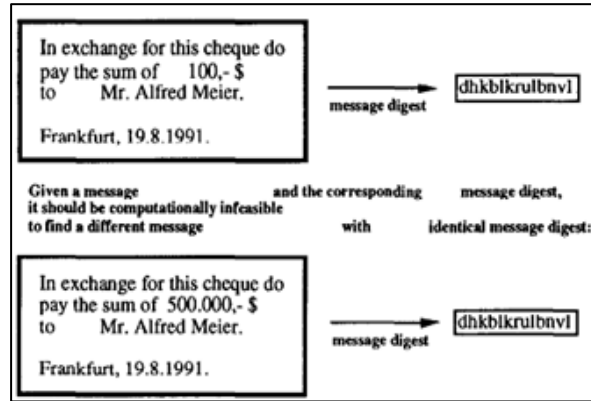 In exchange for this cheque do
pay the sum of 100,- $
to Mr. Alfred Meier.
Frankfurt, 19.8.1991.
message digest
dhkblkrulbnvl
Given a message and the corresponding message digest,
it should be computationally infeasible
to find a different message with identical message digest:
In exchange for this cheque do
pay the sum of 500.000,- $
to Mr. Alfred Meier.
Frankfurt, 19.8.1991.
message digest
dhkblkrulbnvl